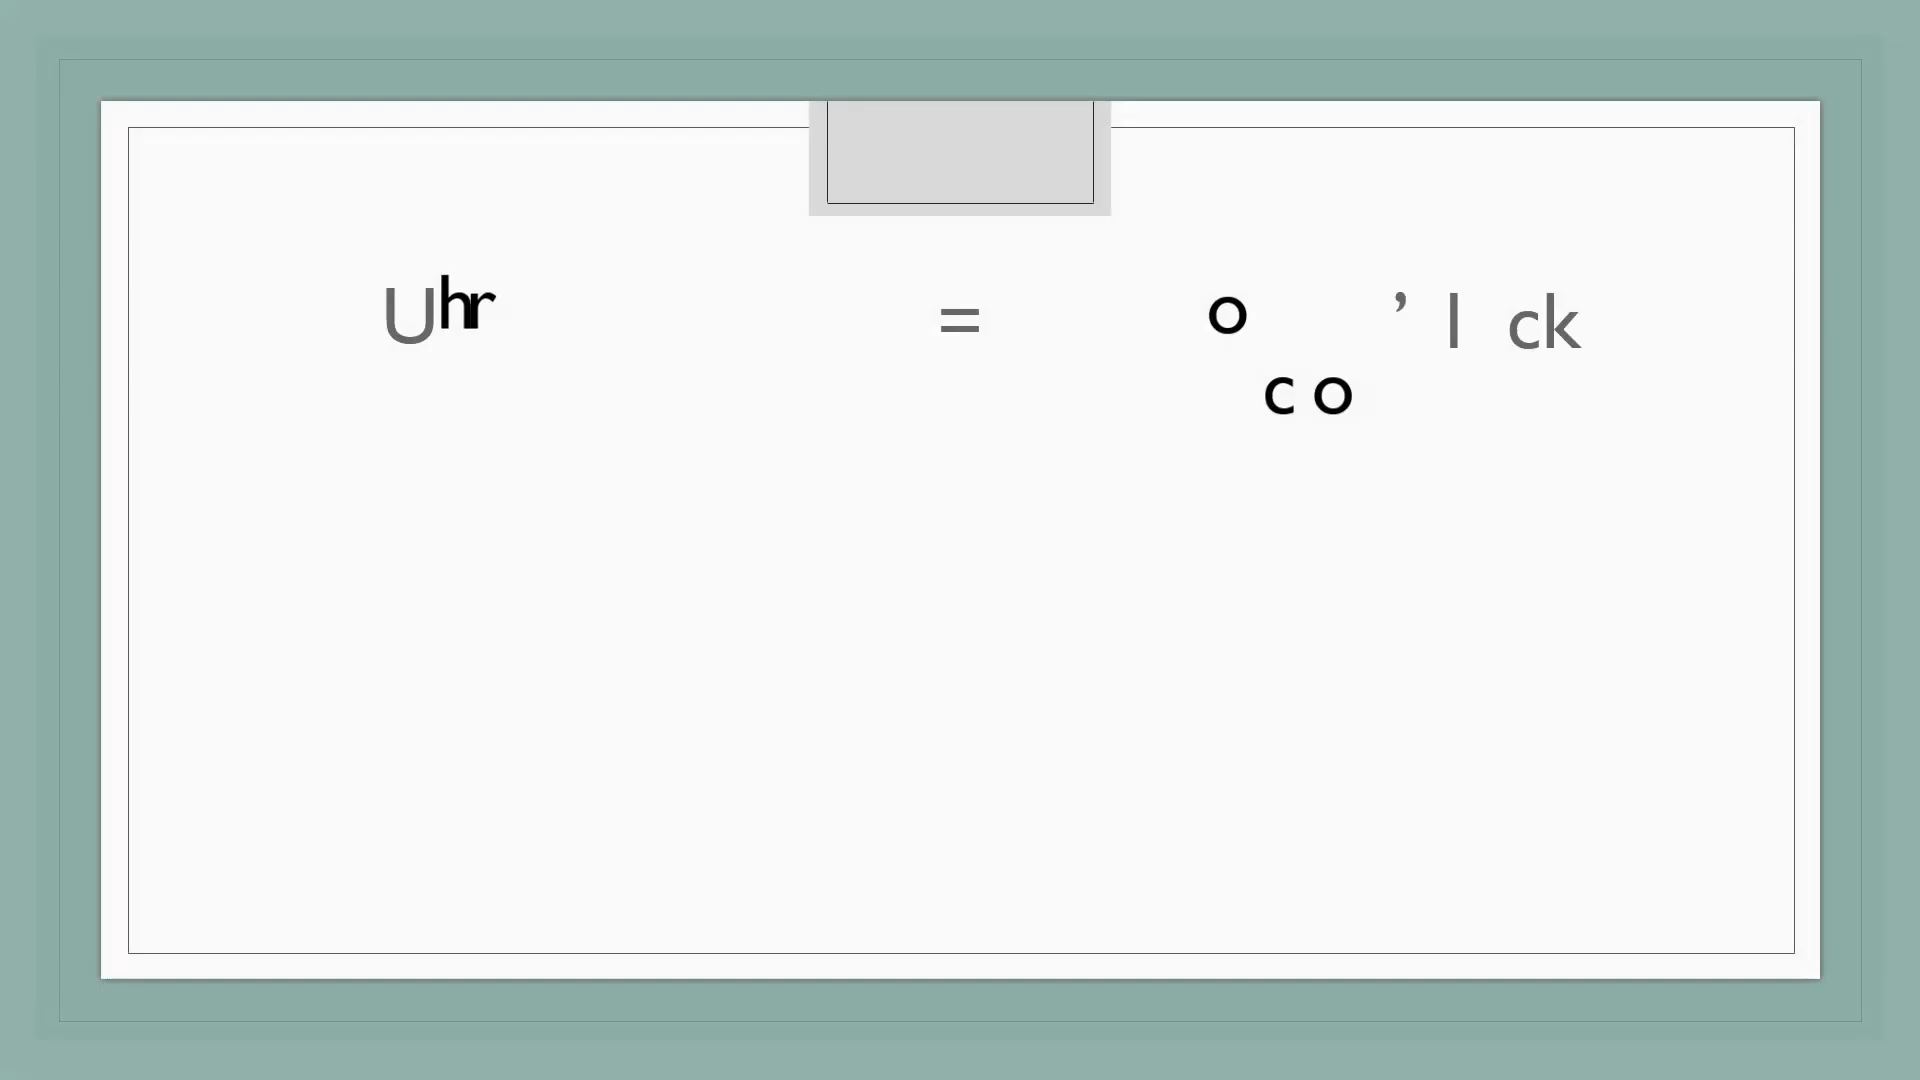 Uhr = o ’ l ck
c o